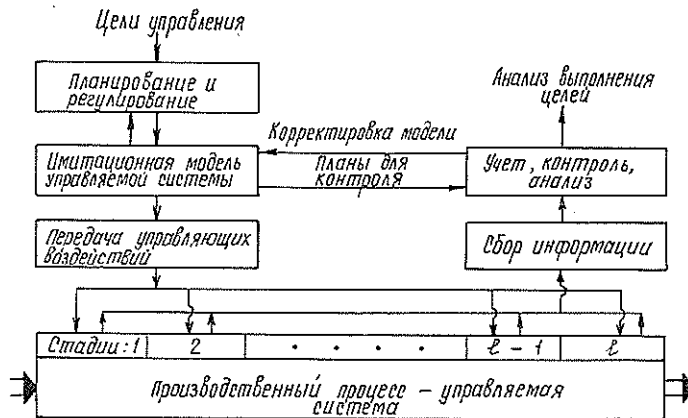 Цели управления
Планирование и
регулирование
Анализ выполнения
целей
Корректировка модели
Имитационная модель
управляемой системы
Планы для
контроля
Учет, контроль,
анализ
Передача управляющих
воздействий
Сбор информации
Стадии: 1
2
. . . .
ℓ - 1
ℓ
Производственный процесс - управляемая
система